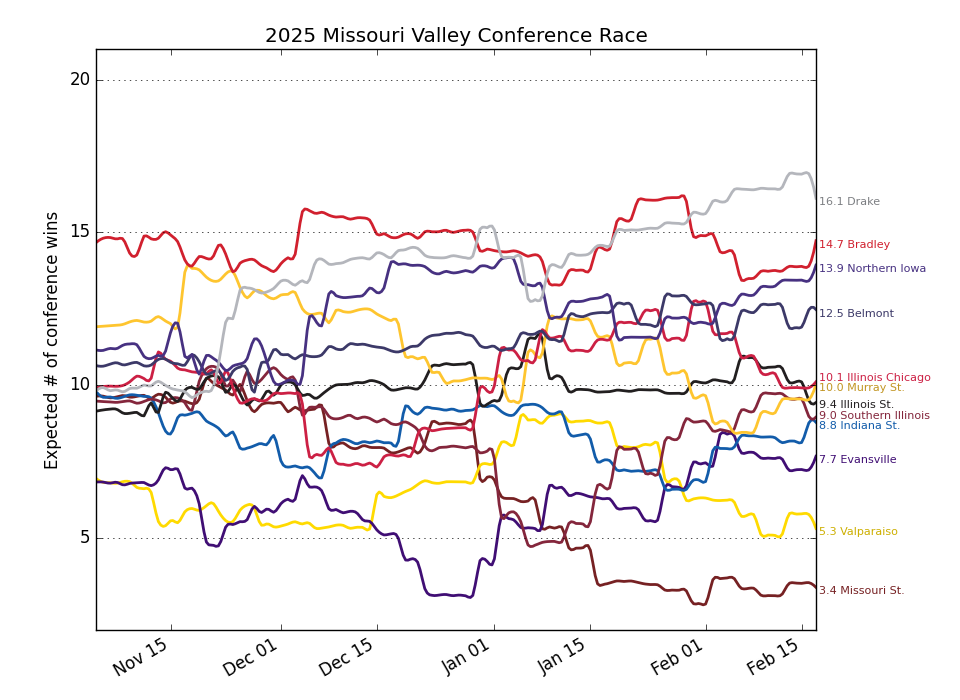 2025 Missouri Valley Conference Race
Expected # of conference wins
20
15
10
5
16.1 Drake
14.7 Bradley
13.9 Northern Iowa
12.5 Belmont
10.1 Illinois Chicago
10.0 Murray St.
9.4 Illinois St.
9.0 Southern Illinois
8.8 Indiana St.
7.7 Evansville
5.3 Valparaiso
3.4 Missouri St.
Nov 15
Dec 01
Dec 15
Jan 01
Jan 15
Feb 01
Feb 15